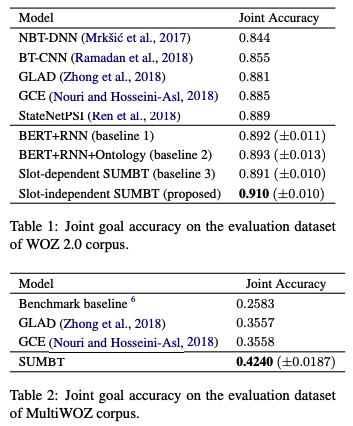 Model Joint Accuracy
NBT-DNN (Mrkšić et al., 2017) 0.844
BT-CNN (Ramadan et al., 2018) 0.855
GLAD (Zhong et al., 2018) 0.881
GCE (Nouri and Hosseini-Asl, 2018) 0.885
StateNetPSI (Ren et al., 2018) 0.889
BERT+RNN (baseline 1) 0.892 (±0.011)
BERT+RNN+Ontology (baseline 2) 0.893 (±0.013)
Slot-dependent SUMBT (baseline 3) 0.891 (±0.010)
Slot-independent SUMBT (proposed) 0.910 (±0.010)
Table 1: Joint goal accuracy on the evaluation dataset
of WOZ 2.0 corpus.
Model Joint Accuracy
Benchmark baseline 6 0.2583
GLAD (Zhong et al., 2018) 0.3557
GCE (Nouri and Hosseini-Asl, 2018) 0.3558
SUMBT 0.4240 (±0.0187)
Table 2: Joint goal accuracy on the evaluation dataset
of MultiWOZ corpus.